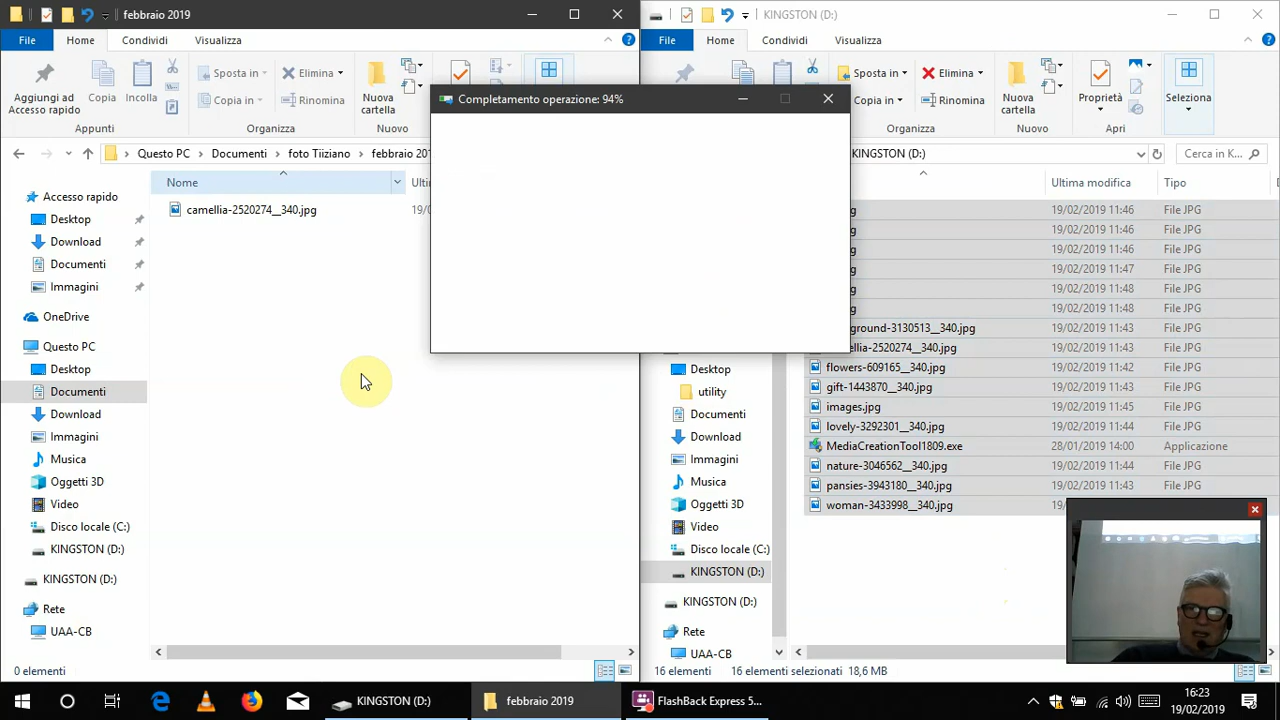 febbraio 2019
File Home Condividi Visualizza
Aggiungi ad
Accesso rapido
Copia
Incolla
Appunti
Sposta in
Copia in
Elimina
Rinomina
Organizza
Nuova
cartella
Nuovo
Questo PC Documenti foto Tiiziano febbraio 201
Nome
Ultir
camellia-2520274__340.jpg
19/0
Accesso rapido
Desktop
Download
Documenti
Immagini
OneDrive
Questo PC
Desktop
Documenti
Download
Immagini
Musica
Oggetti 3D
Video
Disco locale (C:)
KINGSTON (D:)
KINGSTON (D:)
Rete
UAA-CB
0 elementi
Completamento operazione: 94%
KINGSTON (D:)
File Home Condividi Visualizza
Sposta in
Copia in
Elimina
Rinomina
Organizza
Nuova
cartella
Nuovo
Proprietà
Apri
Seleziona
KINGSTON (D:)
Cerca in K...
Ultima modifica Tipo
g 19/02/2019 11:46 File JPG
g 19/02/2019 11:46 File JPG
g 19/02/2019 11:46 File JPG
g 19/02/2019 11:47 File JPG
g 19/02/2019 11:48 File JPG
g 19/02/2019 11:48 File JPG
ground-3130513__340.jpg 19/02/2019 11:43 File JPG
ellia-2520274__340.jpg 19/02/2019 11:44 File JPG
flowers-609165__340.jpg 19/02/2019 11:42 File JPG
gift-1443870__340.jpg 19/02/2019 11:43 File JPG
images.jpg 19/02/2019 11:45 File JPG
lovely-3292301__340.jpg 19/02/2019 11:43 File JPG
MediaCreationTool1809.exe 28/01/2019 14:00 Applicazione
nature-3046562__340.jpg 19/02/2019 11:44 File JPG
pansies-3943180__340.jpg 19/02/2019 11:43 File JPG
woman-3433998__340.jpg 19/
Desktop
utility
Documenti
Download
Immagini
Musica
Oggetti 3D
Video
Disco locale (C:)
KINGSTON (D:)
KINGSTON (D:)
Rete
UAA-CB
16 elementi 16 elementi selezionati 18,6 MB
KINGSTON (D:)
febbraio 2019
FlashBack Express 5...
16:23
19/02/2019